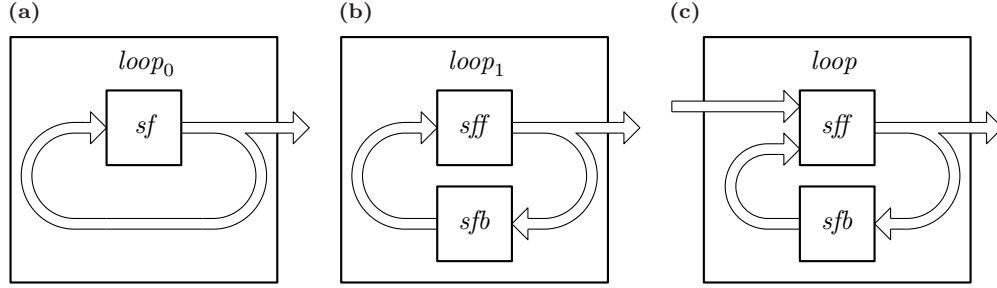 (a) (b) (c)
loop₀ loop₁ loop
sf sff sff
sfb sfb